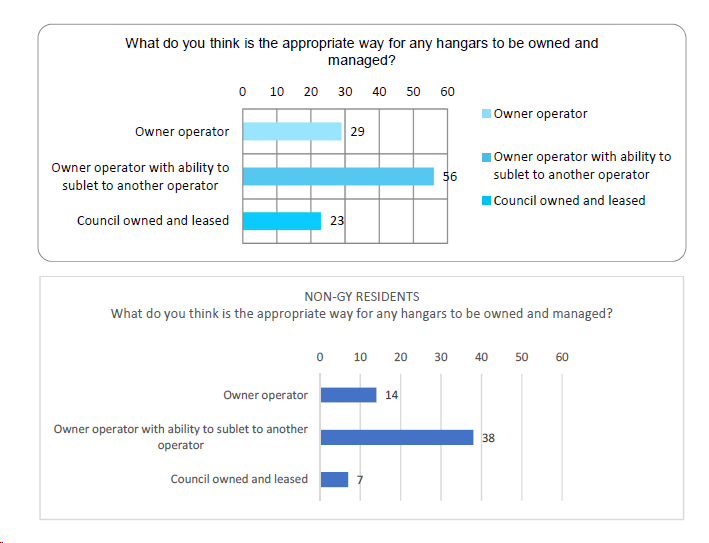 What do you think is the appropriate way for any hangars to be owned and
managed?
0 10 20 30 40 50 60
Owner operator
29
Owner operator with ability to
sublet to another operator
56
Council owned and leased
23
Owner operator
Owner operator with ability to
sublet to another operator
Council owned and leased
NON-GY RESIDENTS
What do you think is the appropriate way for any hangars to be owned and managed?
0 10 20 30 40 50 60
Owner operator
14
Owner operator with ability to sublet to another
operator
38
Council owned and leased
7